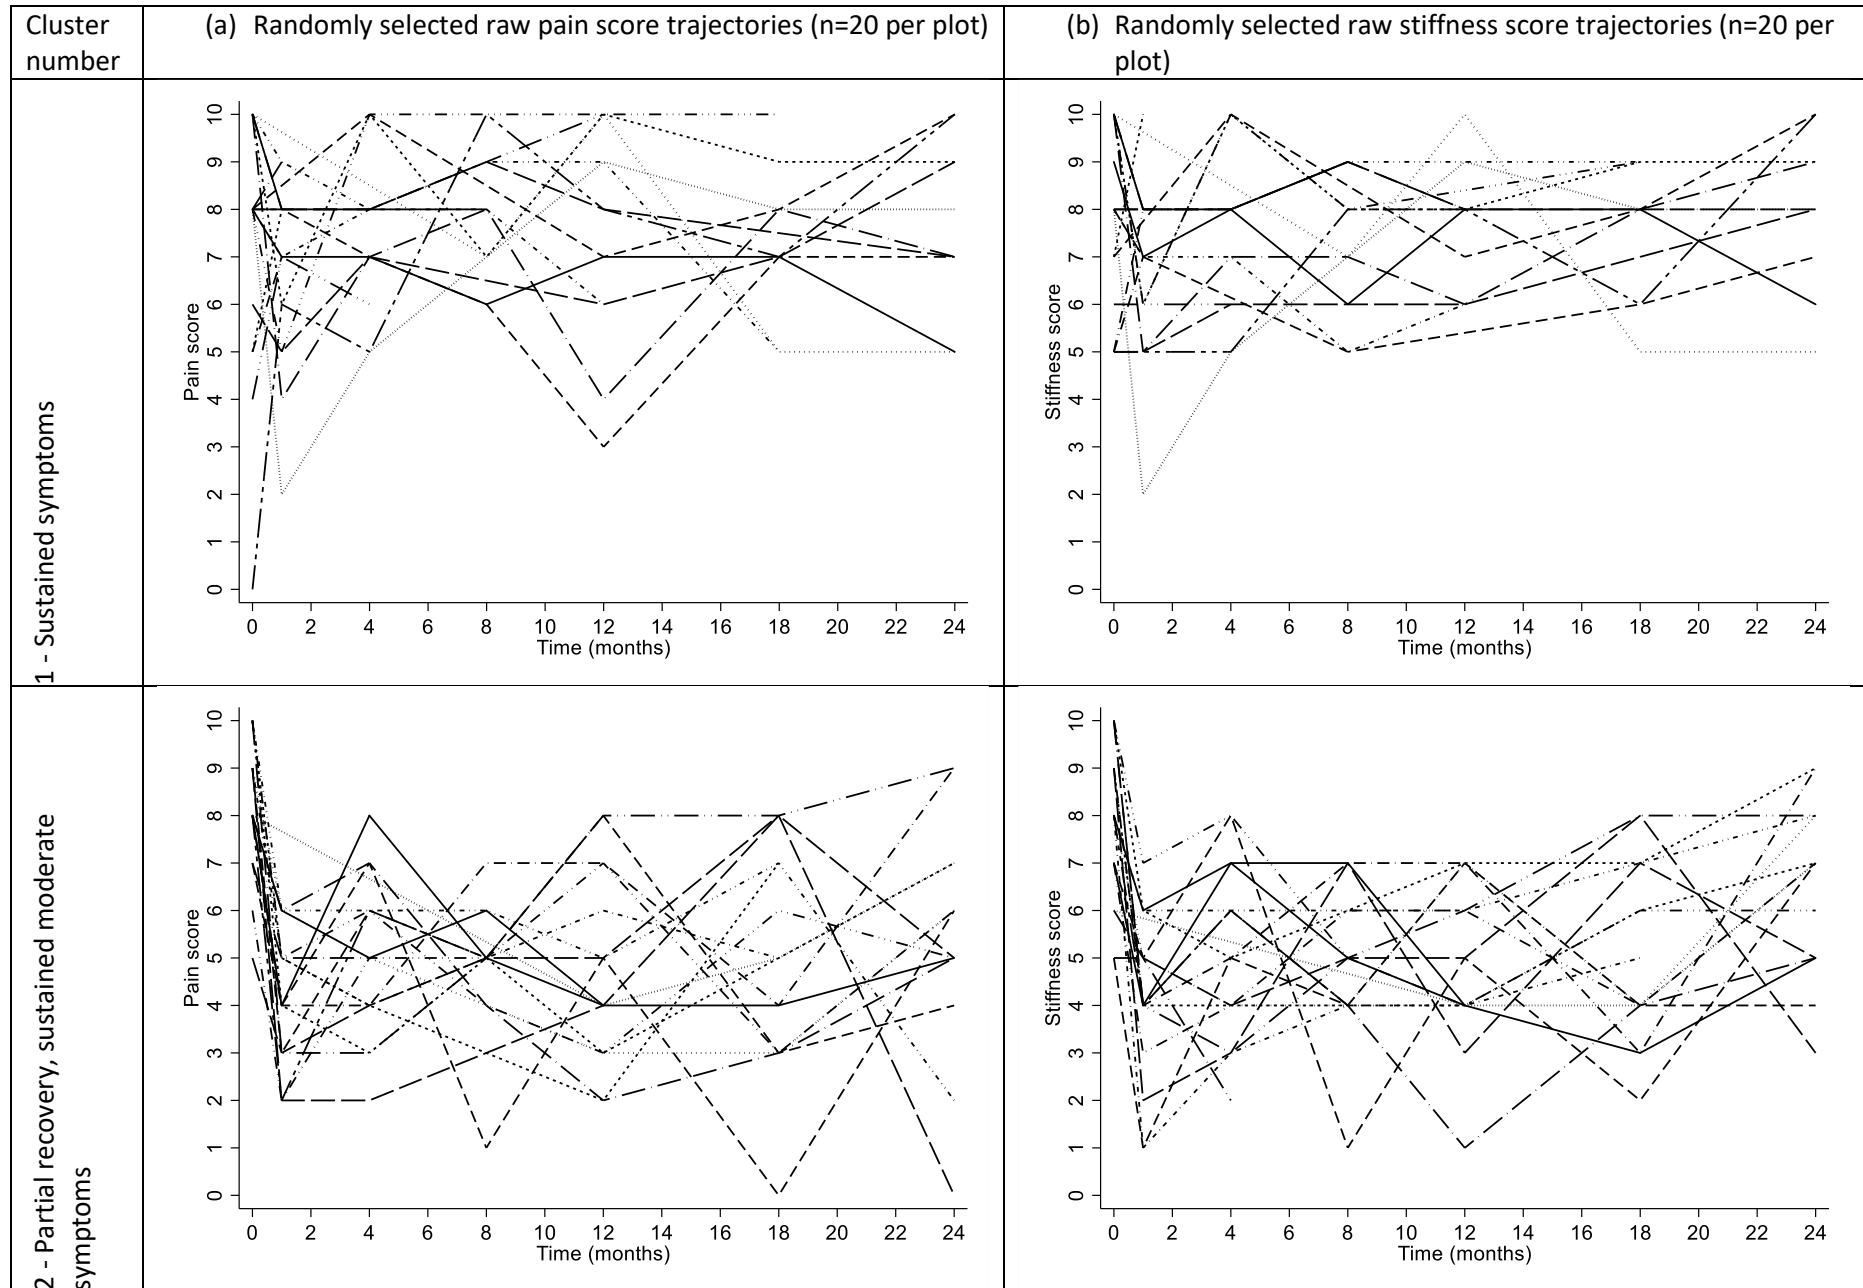 Cluster
number
(a) Randomly selected raw pain score trajectories (n=20 per plot)
(b) Randomly selected raw stiffness score trajectories (n=20 per
plot)
1 - Sustained symptoms
Pain score
0 1 2 3 4 5 6 7 8 9 10
0 2 4 6 8 10 12 14 16 18 20 22 24
Time (months)
Stiffness score
0 1 2 3 4 5 6 7 8 9 10
0 2 4 6 8 10 12 14 16 18 20 22 24
Time (months)
2 - Partial recovery, sustained moderate
symptoms
Pain score
0 1 2 3 4 5 6 7 8 9 10
0 2 4 6 8 10 12 14 16 18 20 22 24
Time (months)
Stiffness score
0 1 2 3 4 5 6 7 8 9 10
0 2 4 6 8 10 12 14 16 18 20 22 24
Time (months)